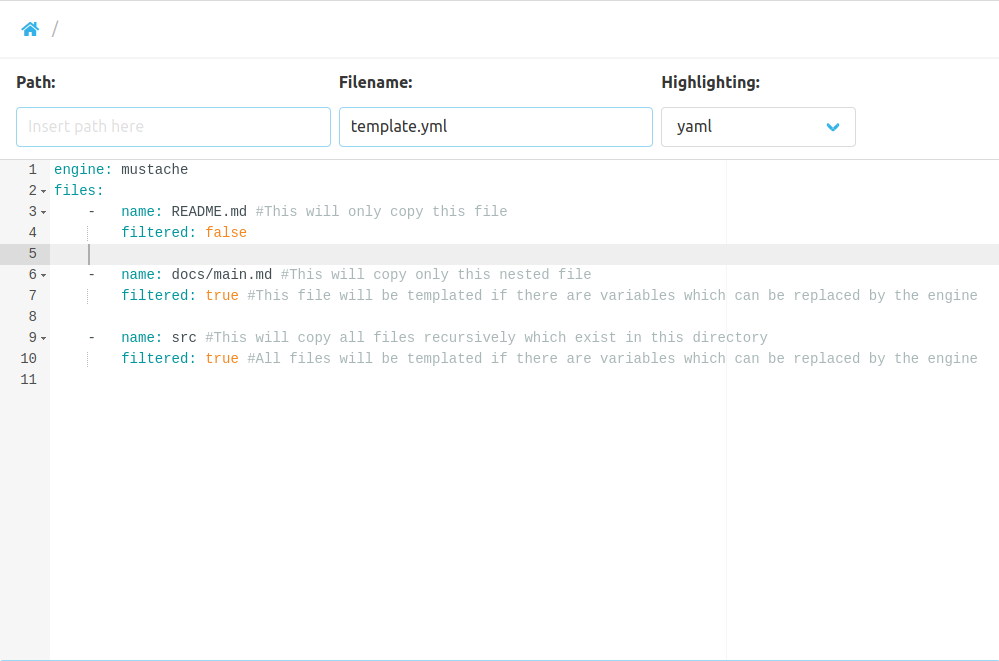 /
Path: Filename: Highlighting:
Insert path here template.yml yaml
1 engine: mustache
2 files:
3     -   name: README.md #This will only copy this file
4         filtered: false
5
6     -   name: docs/main.md #This will copy only this nested file
7         filtered: true #This file will be templated if there are variables which can be replaced by the engine
8
9     -   name: src #This will copy all files recursively which exist in this directory
10         filtered: true #All files will be templated if there are variables which can be replaced by the engine
11